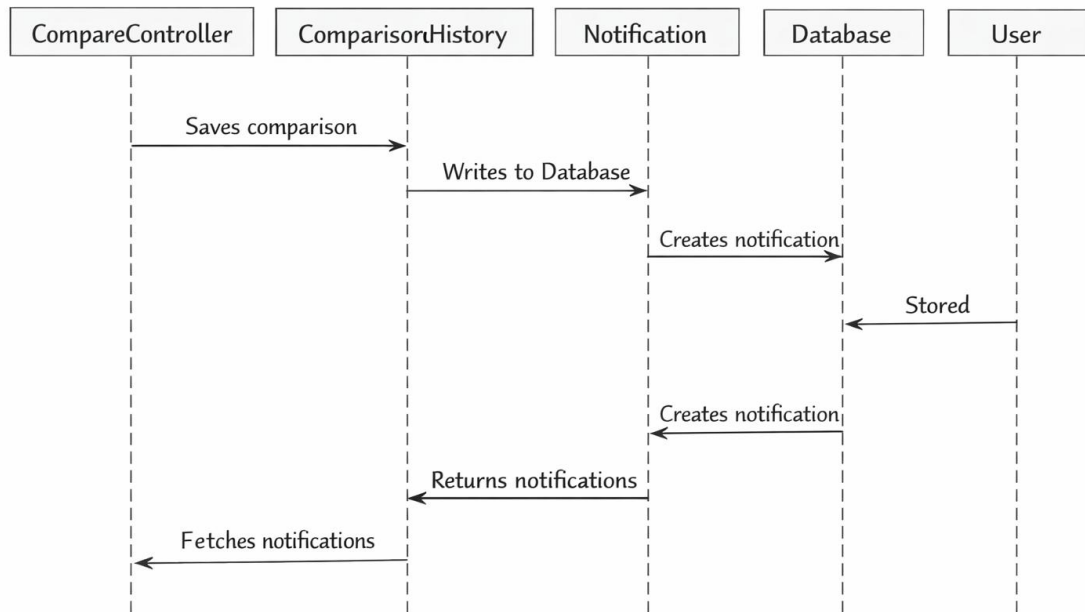 CompareController
ComparisonHistory
Notification
Database
User
Saves comparison
Writes to Database
Creates notification
Stored
Creates notification
Returns notifications
Fetches notifications